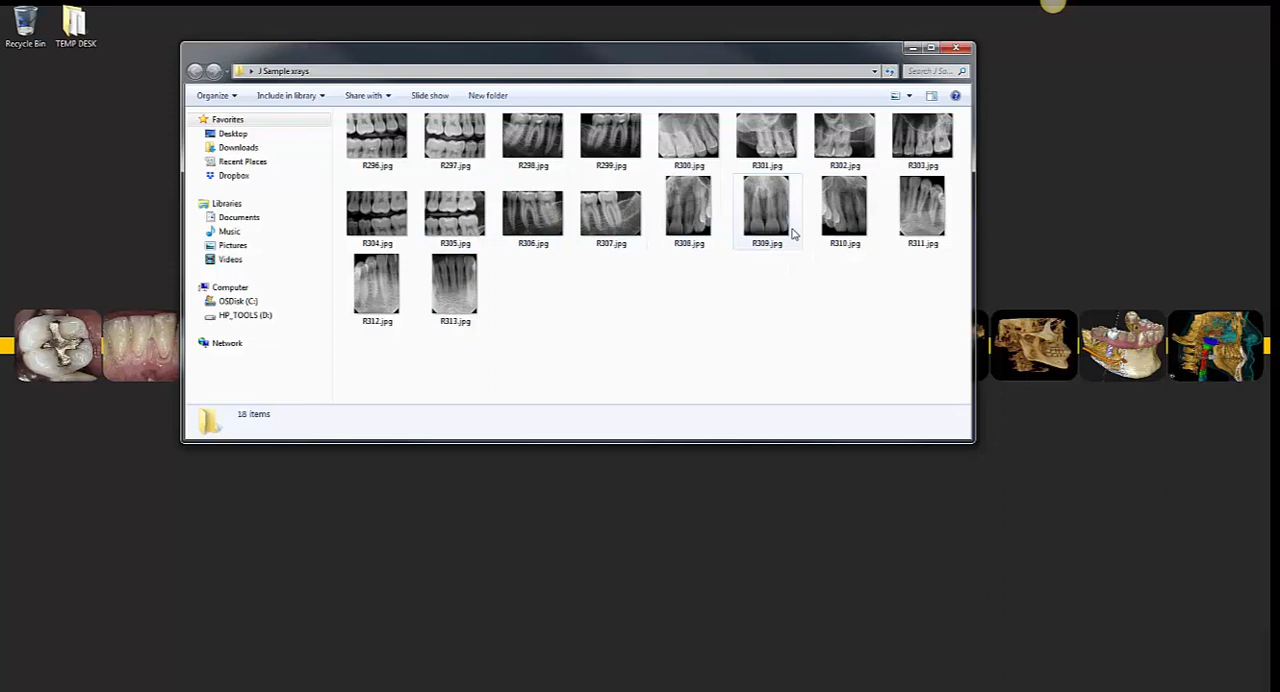 Recycle Bin
TEMP DESK
J Sample xrays
Search J So...
Organize
Include in library
Share with
Slide show
New folder
Favorites
Desktop
Downloads
Recent Places
Dropbox
Libraries
Documents
Music
Pictures
Videos
Computer
OSDisk (C:)
HP_TOOLS (D:)
Network
R296.jpg
R297.jpg
R298.jpg
R299.jpg
R300.jpg
R301.jpg
R302.jpg
R303.jpg
R304.jpg
R305.jpg
R306.jpg
R307.jpg
R308.jpg
R309.jpg
R310.jpg
R311.jpg
R312.jpg
R313.jpg
18 items